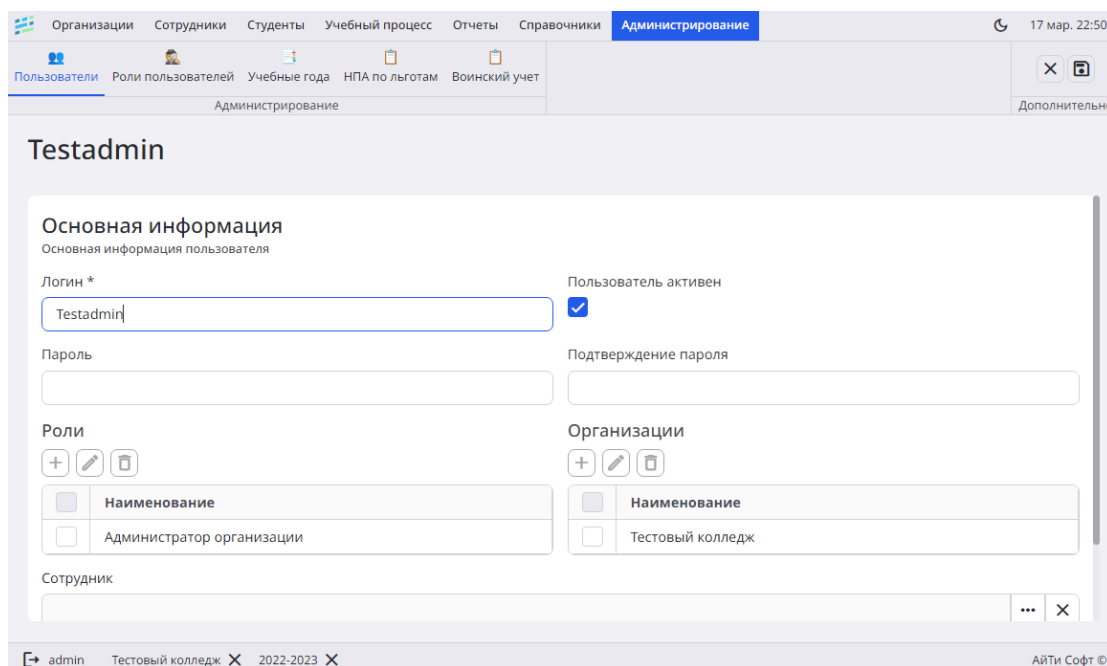 Организации Сотрудники Студенты Учебный процесс Отчеты Справочники Администрирование 17 мар. 22:50
Пользователи Роли пользователей Учебные года НПА по льготам Воинский учет
Администрирование Дополнительн
Testadmin
Основная информация
Основная информация пользователя
Логин * Пользователь активен
Testadmin
Пароль Подтверждение пароля
Роли Организации
Наименование Наименование
Администратор организации Тестовый колледж
Сотрудник
admin Тестовый колледж 2022-2023 АйТи Софт ©